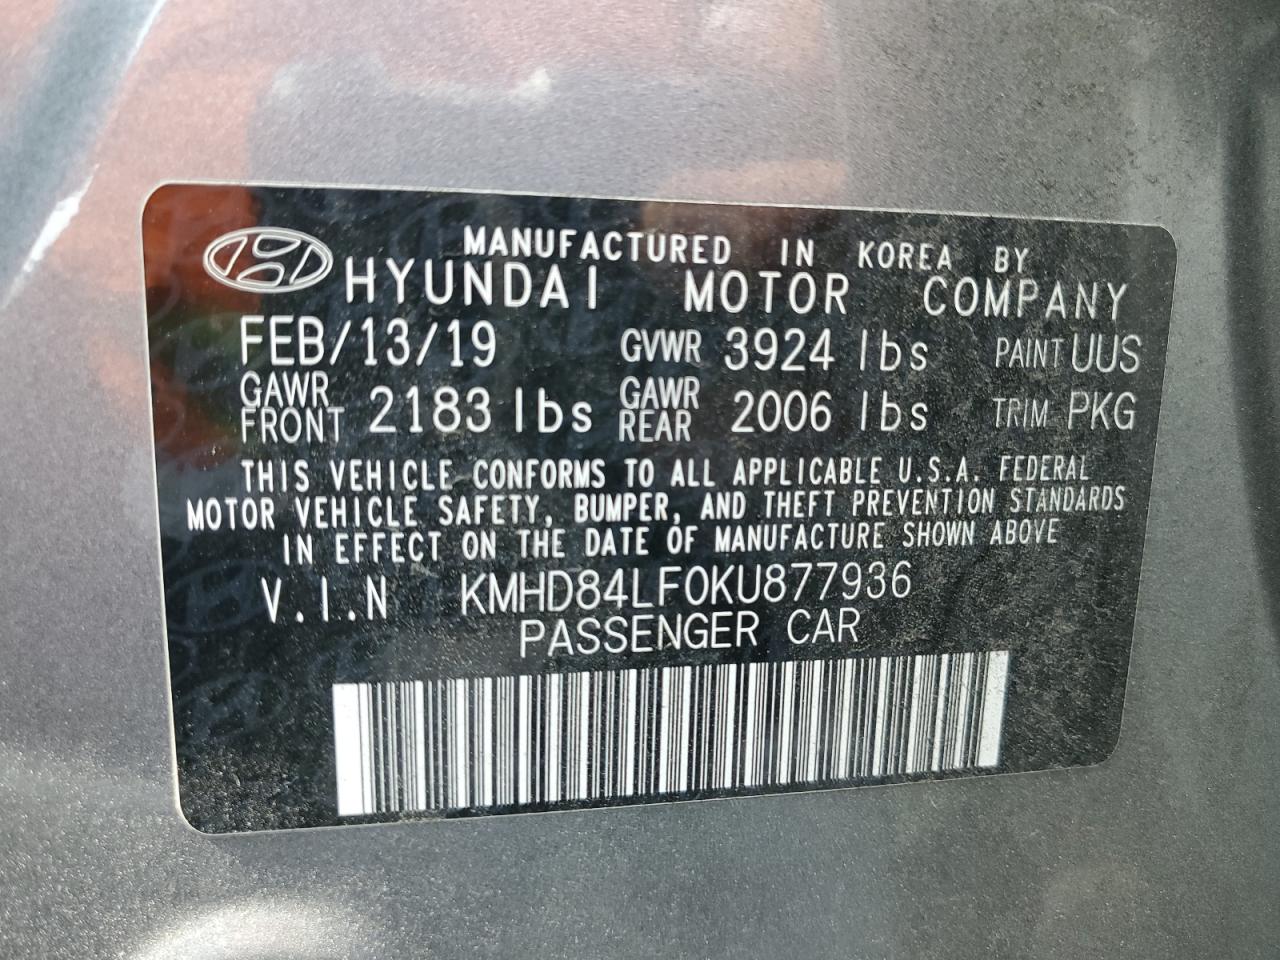 MANUFACTURED IN KOREA BY
HYUNDAI MOTOR COMPANY
FEB/13/19 GVWR 3924 lbs PAINT UUS
GAWR FRONT 2183 lbs GAWR REAR 2006 lbs TRIM PKG
THIS VEHICLE CONFORMS TO ALL APPLICABLE U.S.A. FEDERAL
MOTOR VEHICLE SAFETY, BUMPER, AND THEFT PREVENTION STANDARDS
IN EFFECT ON THE DATE OF MANUFACTURE SHOWN ABOVE
V.I.N KMHD84LF0KU877936
PASSENGER CAR